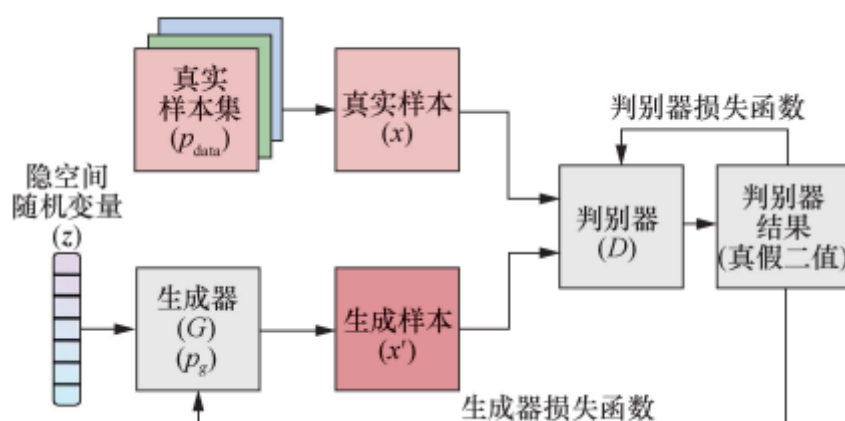 真实
样本集
(p_data)
真实样本
(x)
判别器损失函数
隐空间
随机变量
(z)
判别器
(D)
判别器
结果
(真假二值)
生成器
(G)
(p_g)
生成样本
(x′)
生成器损失函数